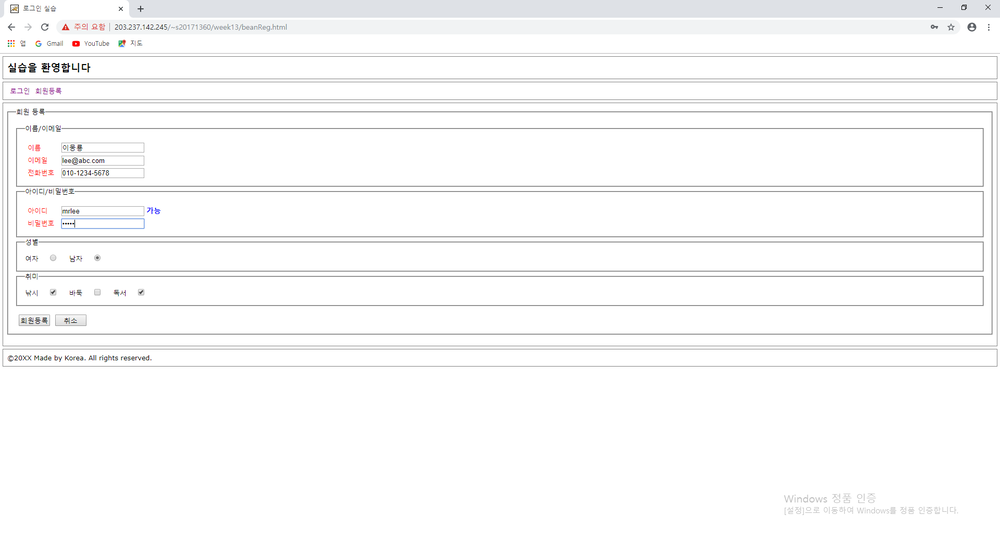 로그인 실습
주의 요함 | 203.237.142.245/~s20171360/week13/beanReg.html
앱 Gmail YouTube 지도
실습을 환영합니다
로그인 회원등록
회원 등록
이름/이메일
이름 이몽룡
이메일 lee@abc.com
전화번호 010-1234-5678
아이디/비밀번호
아이디 mrlee 가능
비밀번호 •••••
성별
여자 남자
취미
낚시 바둑 독서
회원등록 취소
©20XX Made by Korea. All rights reserved.
Windows 정품 인증
[설정]으로 이동하여 Windows를 정품 인증합니다.